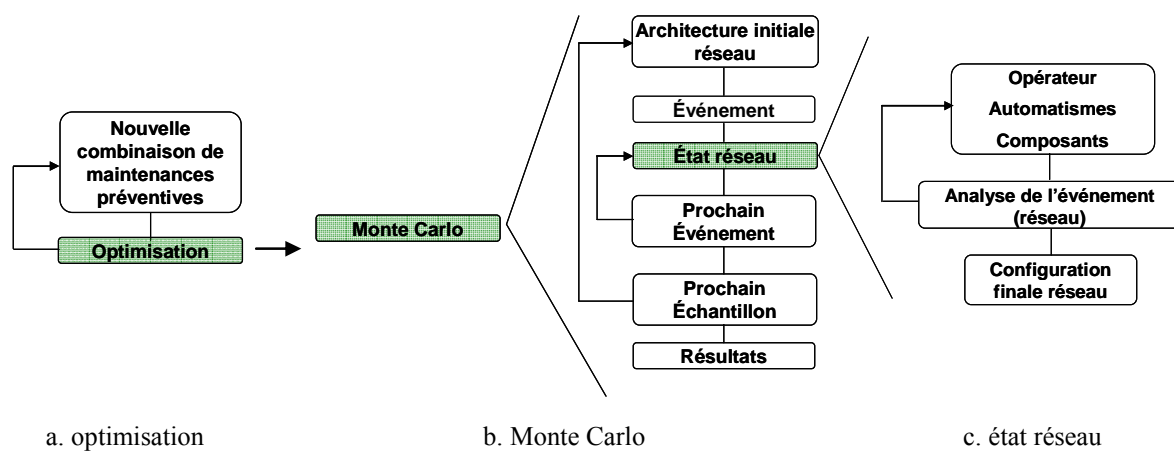 Nouvelle
combinaison de
maintenances
préventives
Optimisation
Monte Carlo
Architecture initiale
réseau
Événement
État réseau
Prochain
Événement
Prochain
Échantillon
Résultats
Opérateur
Automatismes
Composants
Analyse de l'événement
(réseau)
Configuration
finale réseau
a. optimisation
b. Monte Carlo
c. état réseau